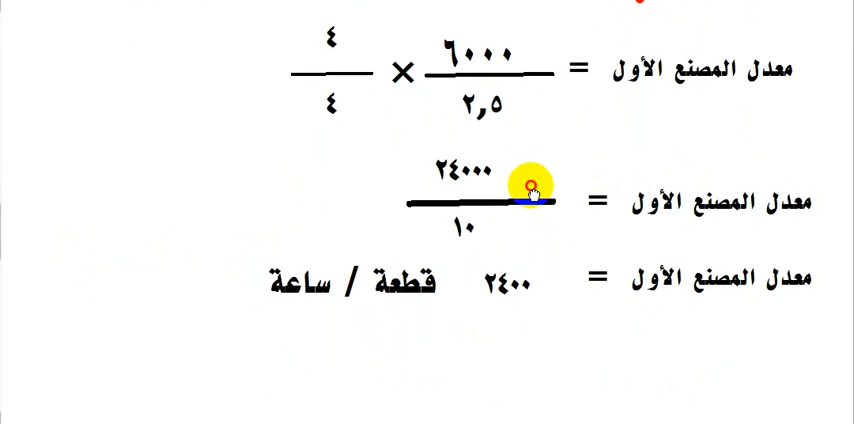 معدل المصنع الأول = ٦٠٠٠ / ٢,٥ × ٤ / ٤
معدل المصنع الأول = ٢٤٠٠٠ / ١٠
معدل المصنع الأول = ٢٤٠٠ قطعة / ساعة